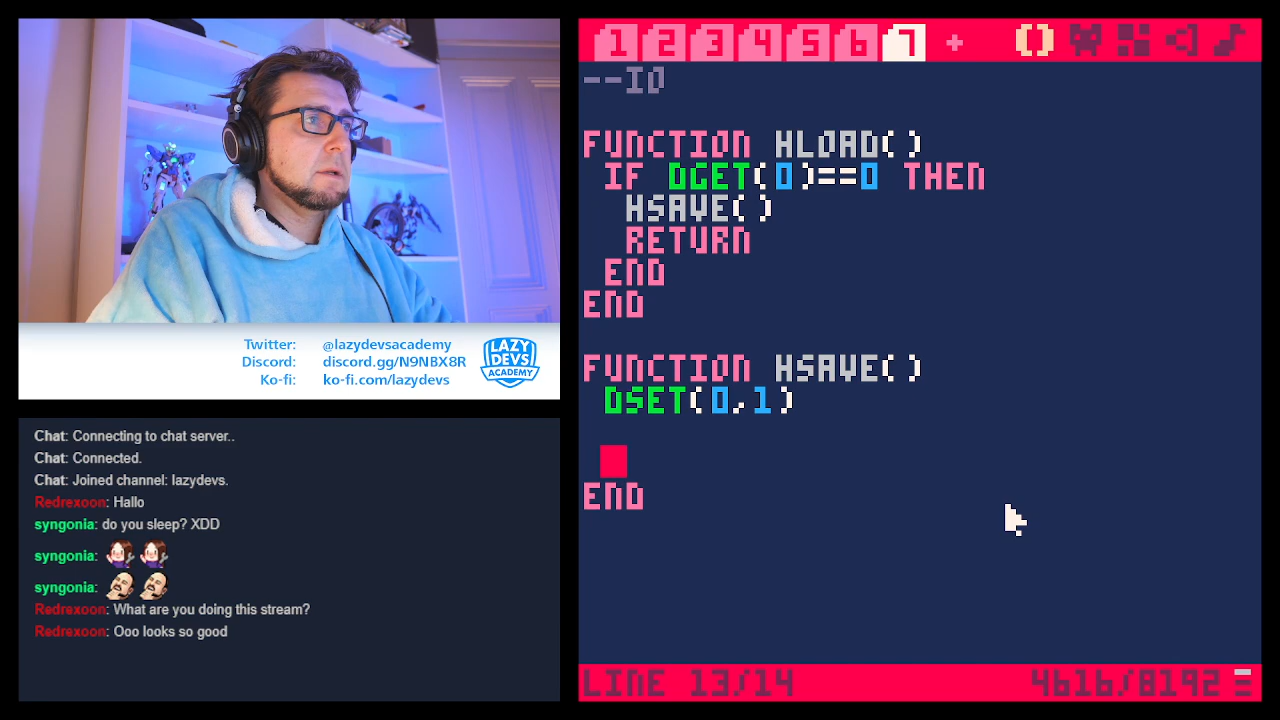 Twitter: @lazydevsacademy
Discord: discord.gg/N9NBX8R
Ko-fi: ko-fi.com/lazydevs
LAZY
DEVS
ACADEMY
Chat: Connecting to chat server..
Chat: Connected.
Chat: Joined channel: lazydevs.
Redrexoon: Hallo
syngonia: do you sleep? XDD
syngonia:
syngonia:
Redrexoon: What are you doing this stream?
Redrexoon: Ooo looks so good
1 2 3 4 5 6 7 + ()
--IO
FUNCTION HLOAD()
IF DGET(0)==0 THEN
HSAVE()
RETURN
END
END
FUNCTION HSAVE()
DSET(0,1)
END
LINE 13/14 4616/8192